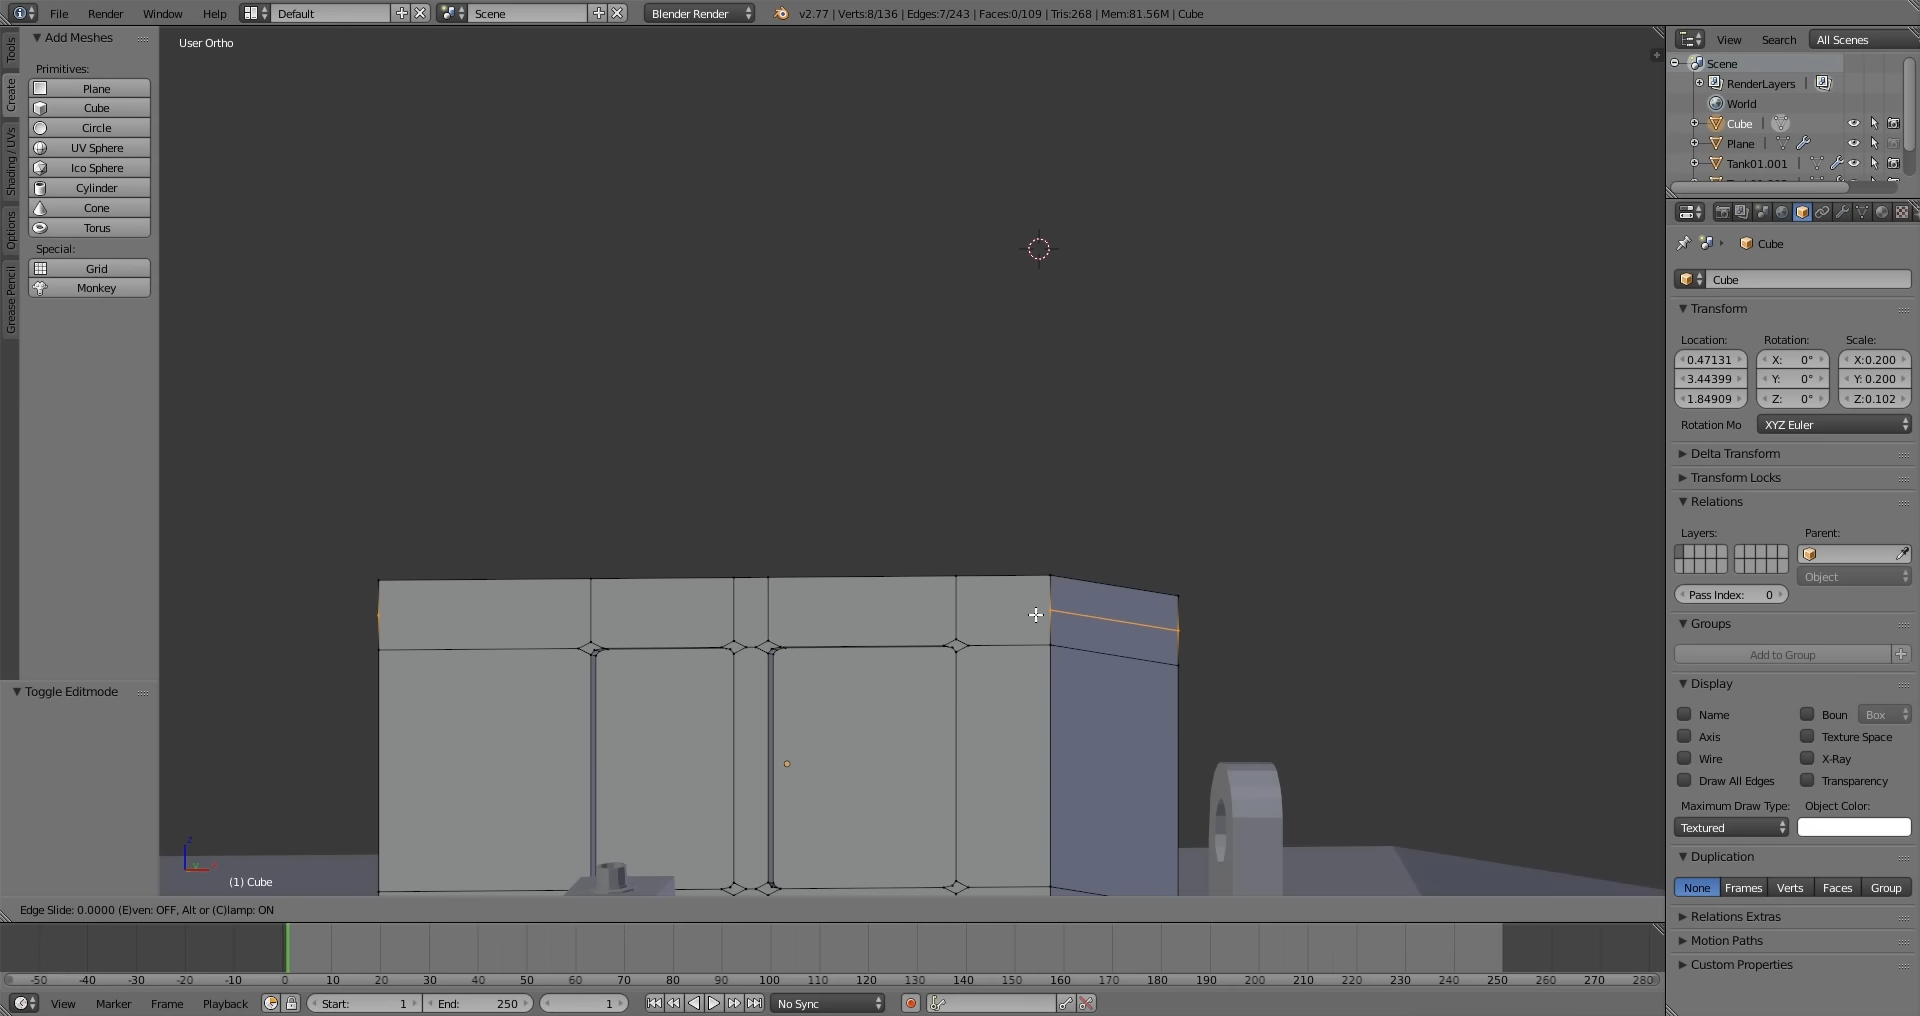 File Render Window Help Default Scene Blender Render v2.77 | Verts:8/136 | Edges:7/243 | Faces:0/109 | Tris:268 | Mem:81.56M | Cube
Add Meshes
Primitives:
Plane
Cube
Circle
UV Sphere
Ico Sphere
Cylinder
Cone
Torus
Special:
Grid
Monkey
Tools
Create
Shading / UVs
Options
Grease Pencil
Toggle Editmode
User Ortho
(1) Cube
Edge Slide: 0.0000 (E)ven: OFF, Alt or (C)lamp: ON
View Search All Scenes
Scene
RenderLayers
World
Cube
Plane
Tank01.001
Cube
Cube
Transform
Location: Rotation: Scale:
0.47131 X: 0° X:0.200
3.44399 Y: 0° Y: 0.200
1.84909 Z: 0° Z:0.102
Rotation Mo XYZ Euler
Delta Transform
Transform Locks
Relations
Layers: Parent:
Object
Pass Index: 0
Groups
Add to Group
Display
Name Boun Box
Axis Texture Space
Wire X-Ray
Draw All Edges Transparency
Maximum Draw Type: Object Color:
Textured
Duplication
None Frames Verts Faces Group
Relations Extras
Motion Paths
Custom Properties
-50 -40 -30 -20 -10 0 10 20 30 40 50 60 70 80 90 100 110 120 130 140 150 160 170 180 190 200 210 220 230 240 250 260 270 280
View Marker Frame Playback Start: 1 End: 250 1 No Sync